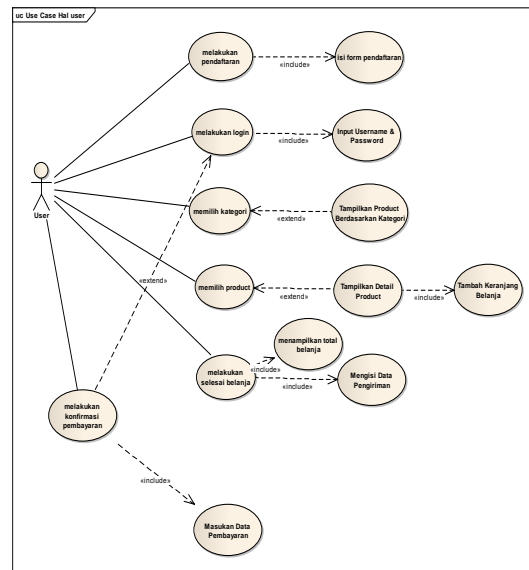 uc Use Case Hal user
melakukan
pendaftaran
«include»
isi form pendaftaran
melakukan login
«include»
Input Username &
Password
User
memilih kategori
«extend»
Tampilkan Product
Berdasarkan Kategori
«extend»
memilih product
«extend»
Tampilkan Detail
Product
«include»
Tambah Keranjang
Belanja
menampilkan total
belanja
melakukan
selesai belanja
«include»
«include»
Mengisi Data
Pengiriman
melakukan
konfirmasi
pembayaran
«include»
Masukan Data
Pembayaran